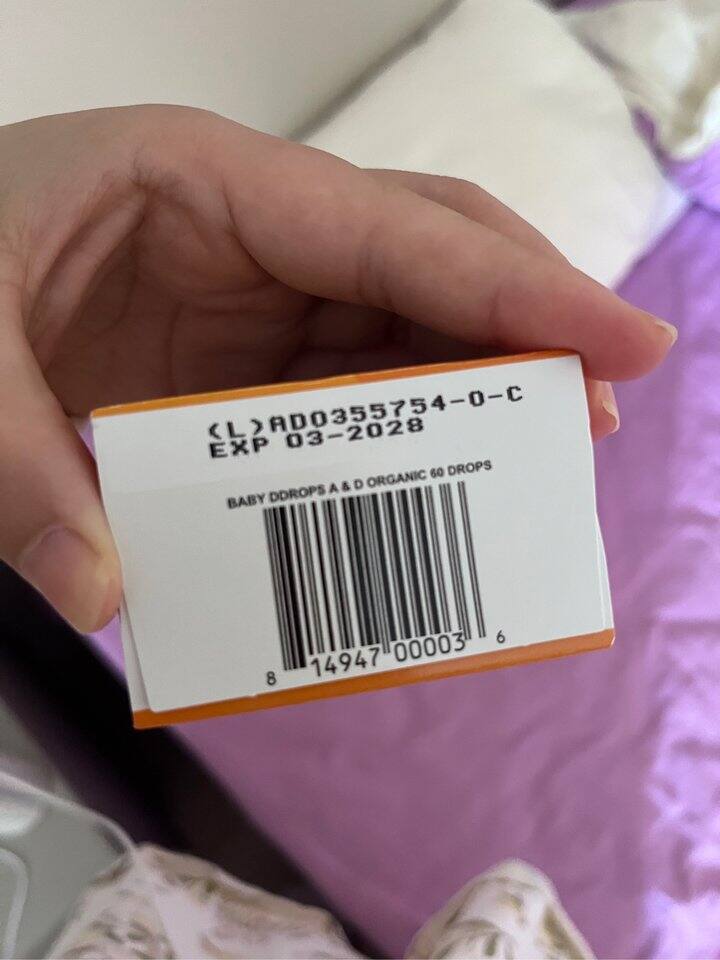 (L)AD0355754-0-C
EXP 03-2028
BABY DDROPS A & D ORGANIC 60 DROPS
8 14947 00003 6